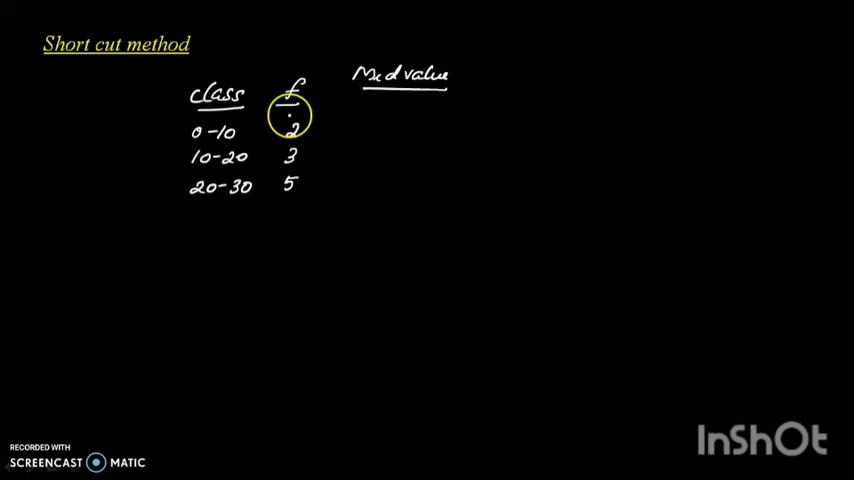 Short cut method
class f Mid value
0-10 2
10-20 3
20-30 5
InShOt
RECORDED WITH
SCREENCAST MATIC